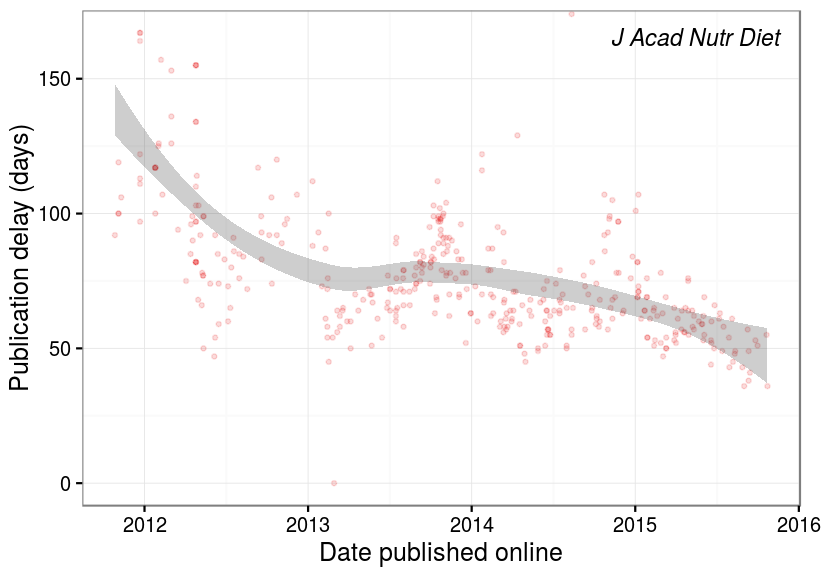 J Acad Nutr Diet
Publication delay (days)
150
100
50
0
2012 2013 2014 2015 2016
Date published online